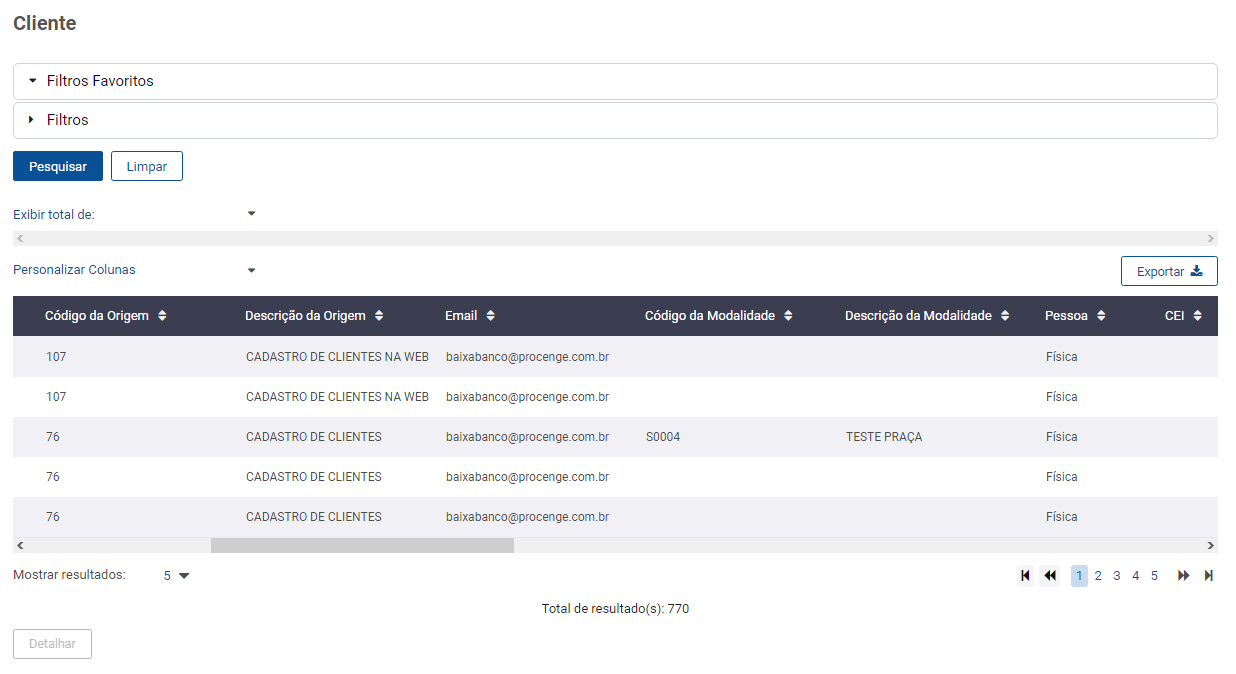 Cliente
Filtros Favoritos
Filtros
Pesquisar Limpar
Exibir total de:
Personalizar Colunas Exportar
Código da Origem Descrição da Origem Email Código da Modalidade Descrição da Modalidade Pessoa CEI
107 CADASTRO DE CLIENTES NA WEB baixabanco@procenge.com.br Física
107 CADASTRO DE CLIENTES NA WEB baixabanco@procenge.com.br Física
76 CADASTRO DE CLIENTES baixabanco@procenge.com.br S0004 TESTE PRAÇA Física
76 CADASTRO DE CLIENTES baixabanco@procenge.com.br Física
76 CADASTRO DE CLIENTES baixabanco@procenge.com.br Física
Mostrar resultados: 5 1 2 3 4 5
Total de resultado(s): 770
Detalhar